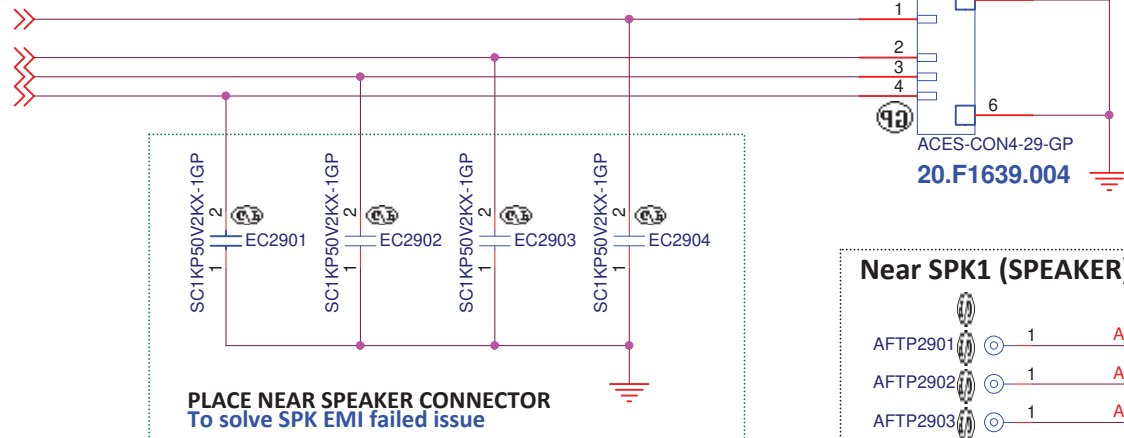 1
2
3
4
6
GP
ACES-CON4-29-GP
20.F1639.004
SC1KP50V2KX-1GP
2
1
EC2901
SC1KP50V2KX-1GP
2
1
EC2902
SC1KP50V2KX-1GP
2
1
EC2903
SC1KP50V2KX-1GP
2
1
EC2904
PLACE NEAR SPEAKER CONNECTOR
To solve SPK EMI failed issue
Near SPK1 (SPEAKER)
AFTP2901 1 A
AFTP2902 1 A
AFTP2903 1 A